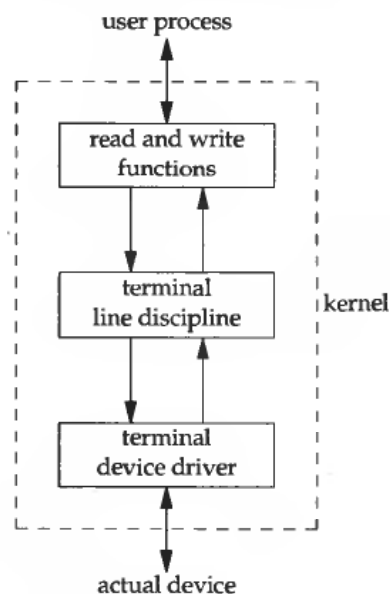 user process
read and write
functions
terminal
line discipline
kernel
terminal
device driver
actual device